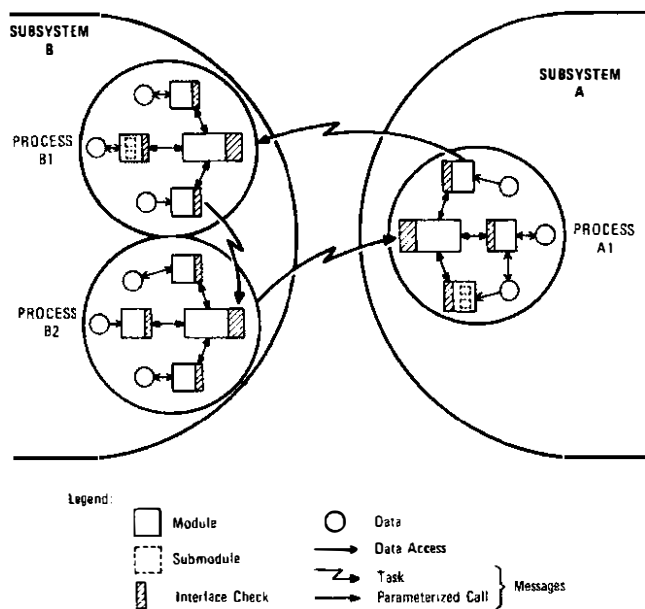 SUBSYSTEM
B
SUBSYSTEM
A
PROCESS
B1
PROCESS
A1
PROCESS
B2
Legend:
Module
Submodule
Interface Check
Data
Data Access
Task
Parameterized Call
Messages